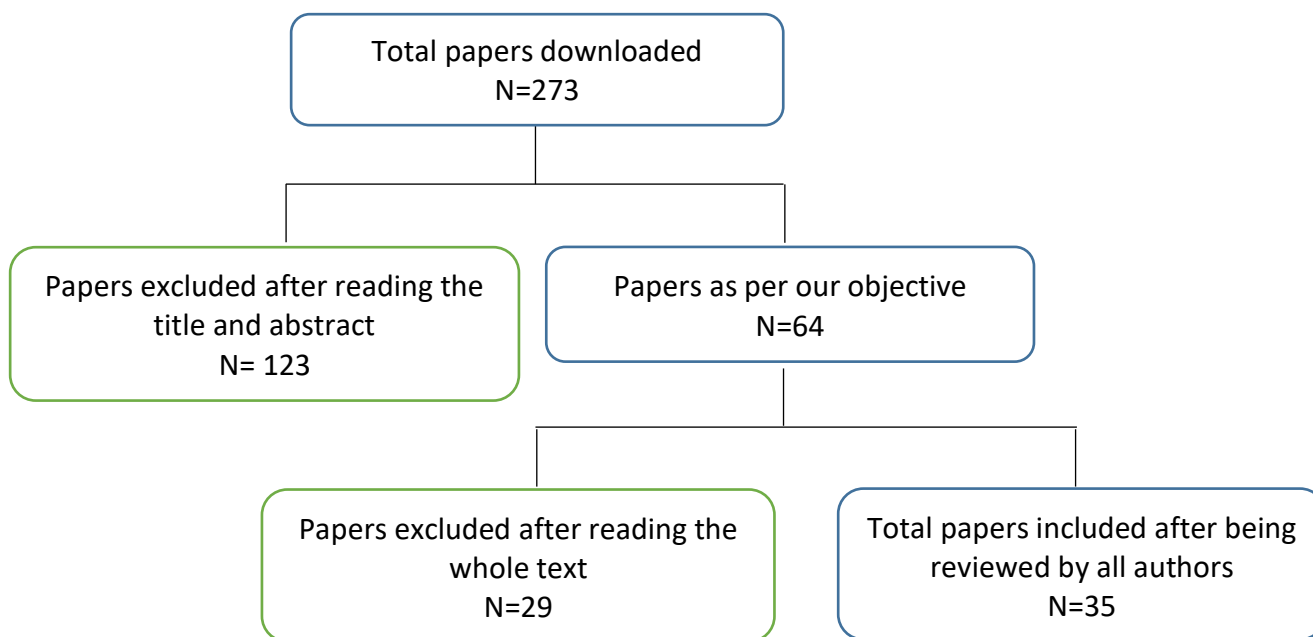 Total papers downloaded
N=273
Papers excluded after reading the
title and abstract
N= 123
Papers as per our objective
N=64
Papers excluded after reading the
whole text
N=29
Total papers included after being
reviewed by all authors
N=35